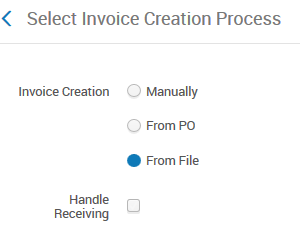 Select Invoice Creation Process
Invoice Creation Manually
From PO
From File
Handle
Receiving